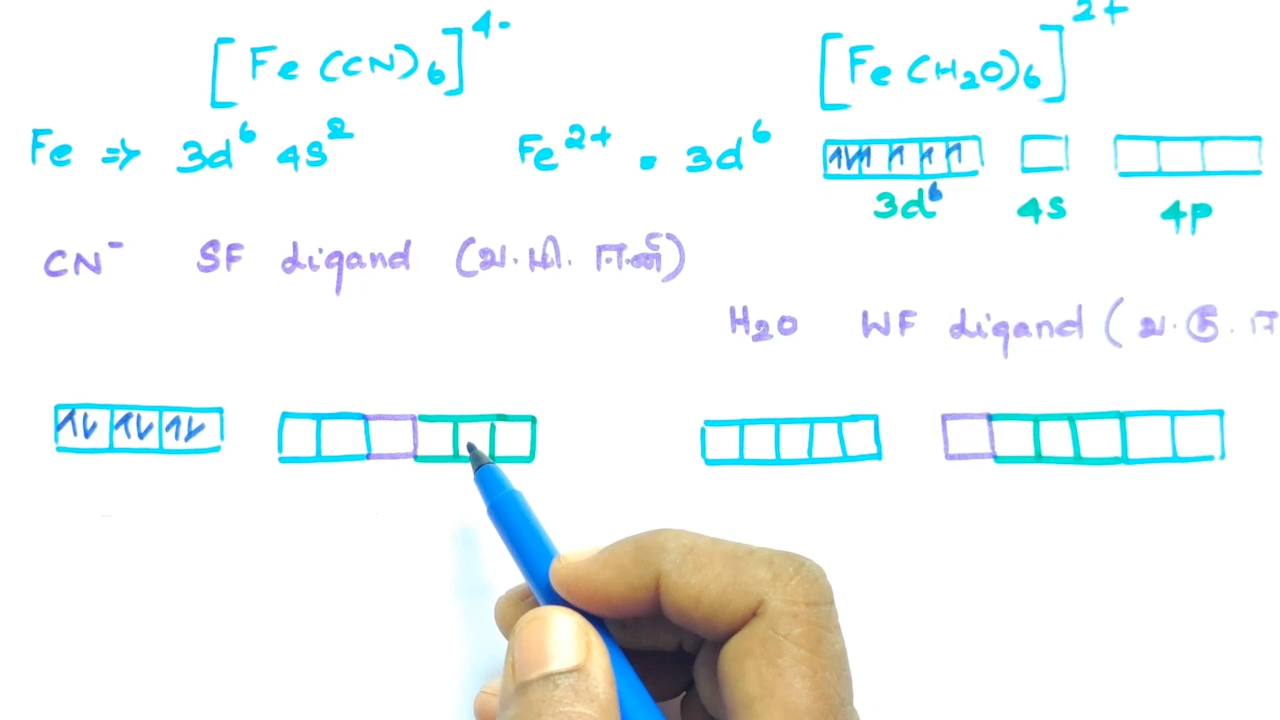 [Fe(CN)₆]⁴⁻ [Fe(H₂O)₆]²⁺
Fe ⇒ 3d⁶ 4s² Fe²⁺ = 3d⁶
3d⁶ 4s 4p
CN⁻ SF Ligand
H₂O WF Ligand